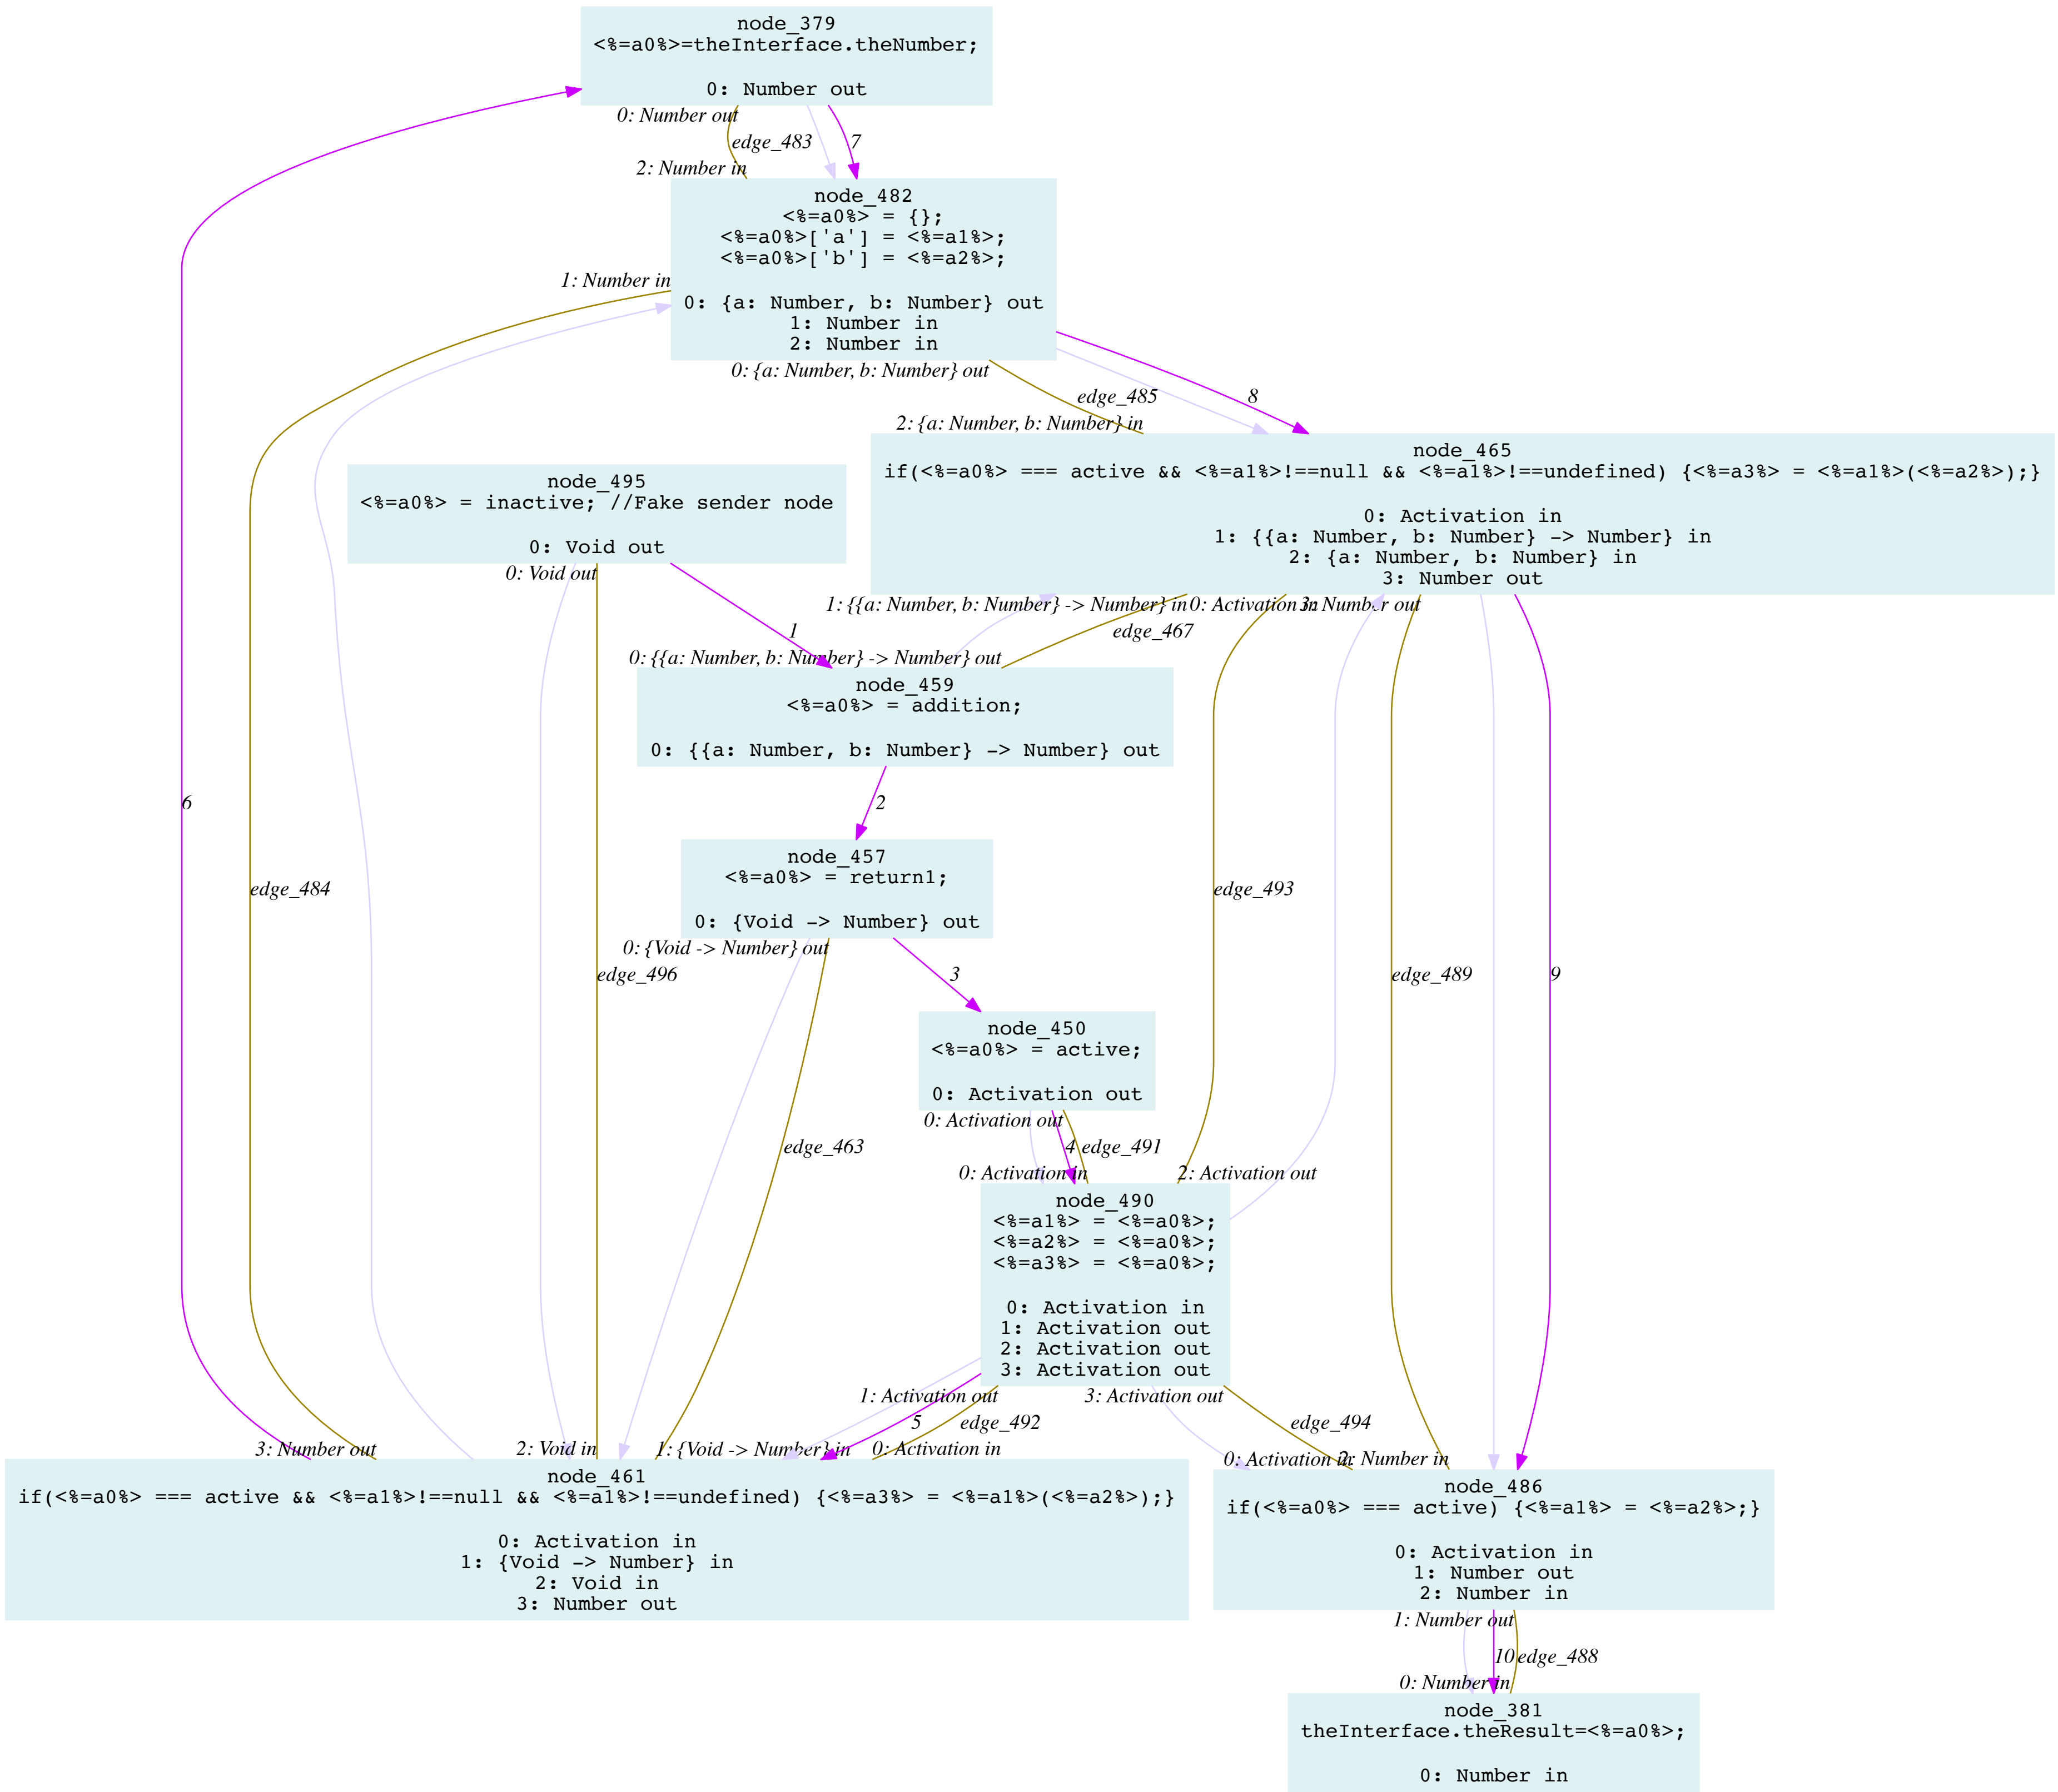 node_379
<%=a0%>=theInterface.theNumber;
0: Number out
0: Number out
edge_483
7
2: Number in
node_482
<%=a0%> = {};
<%=a0%>['a'] = <%=a1%>;
<%=a0%>['b'] = <%=a2%>;
0: {a: Number, b: Number} out
1: Number in
2: Number in
1: Number in
0: {a: Number, b: Number} out
edge_485
8
2: {a: Number, b: Number} in
node_465
if(<%=a0%> === active && <%=a1%>!==null && <%=a1%>!==undefined) {<%=a3%> = <%=a1%>(<%=a2%>);}
0: Activation in
1: {{a: Number, b: Number} -> Number} in
2: {a: Number, b: Number} in
3: Number out
node_495
<%=a0%> = inactive; //Fake sender node
0: Void out
0: Void out
1: {{a: Number, b: Number} -> Number} in
0: Activation in
3: Number out
1
edge_467
0: {{a: Number, b: Number} -> Number} out
node_459
<%=a0%> = addition;
0: {{a: Number, b: Number} -> Number} out
6
2
node_457
<%=a0%> = return1;
0: {Void -> Number} out
edge_484
edge_493
0: {Void -> Number} out
edge_496
3
edge_489
9
node_450
<%=a0%> = active;
0: Activation out
0: Activation out
edge_463
4
edge_491
0: Activation in
2: Activation out
node_490
<%=a1%> = <%=a0%>;
<%=a2%> = <%=a0%>;
<%=a3%> = <%=a0%>;
0: Activation in
1: Activation out
2: Activation out
3: Activation out
1: Activation out
3: Activation out
5
edge_492
edge_494
3: Number out
2: Void in
1: {Void -> Number} in
0: Activation in
0: Activation in
2: Number in
node_461
if(<%=a0%> === active && <%=a1%>!==null && <%=a1%>!==undefined) {<%=a3%> = <%=a1%>(<%=a2%>);}
0: Activation in
1: {Void -> Number} in
2: Void in
3: Number out
node_486
if(<%=a0%> === active) {<%=a1%> = <%=a2%>;}
0: Activation in
1: Number out
2: Number in
1: Number out
10
edge_488
0: Number in
node_381
theInterface.theResult=<%=a0%>;
0: Number in